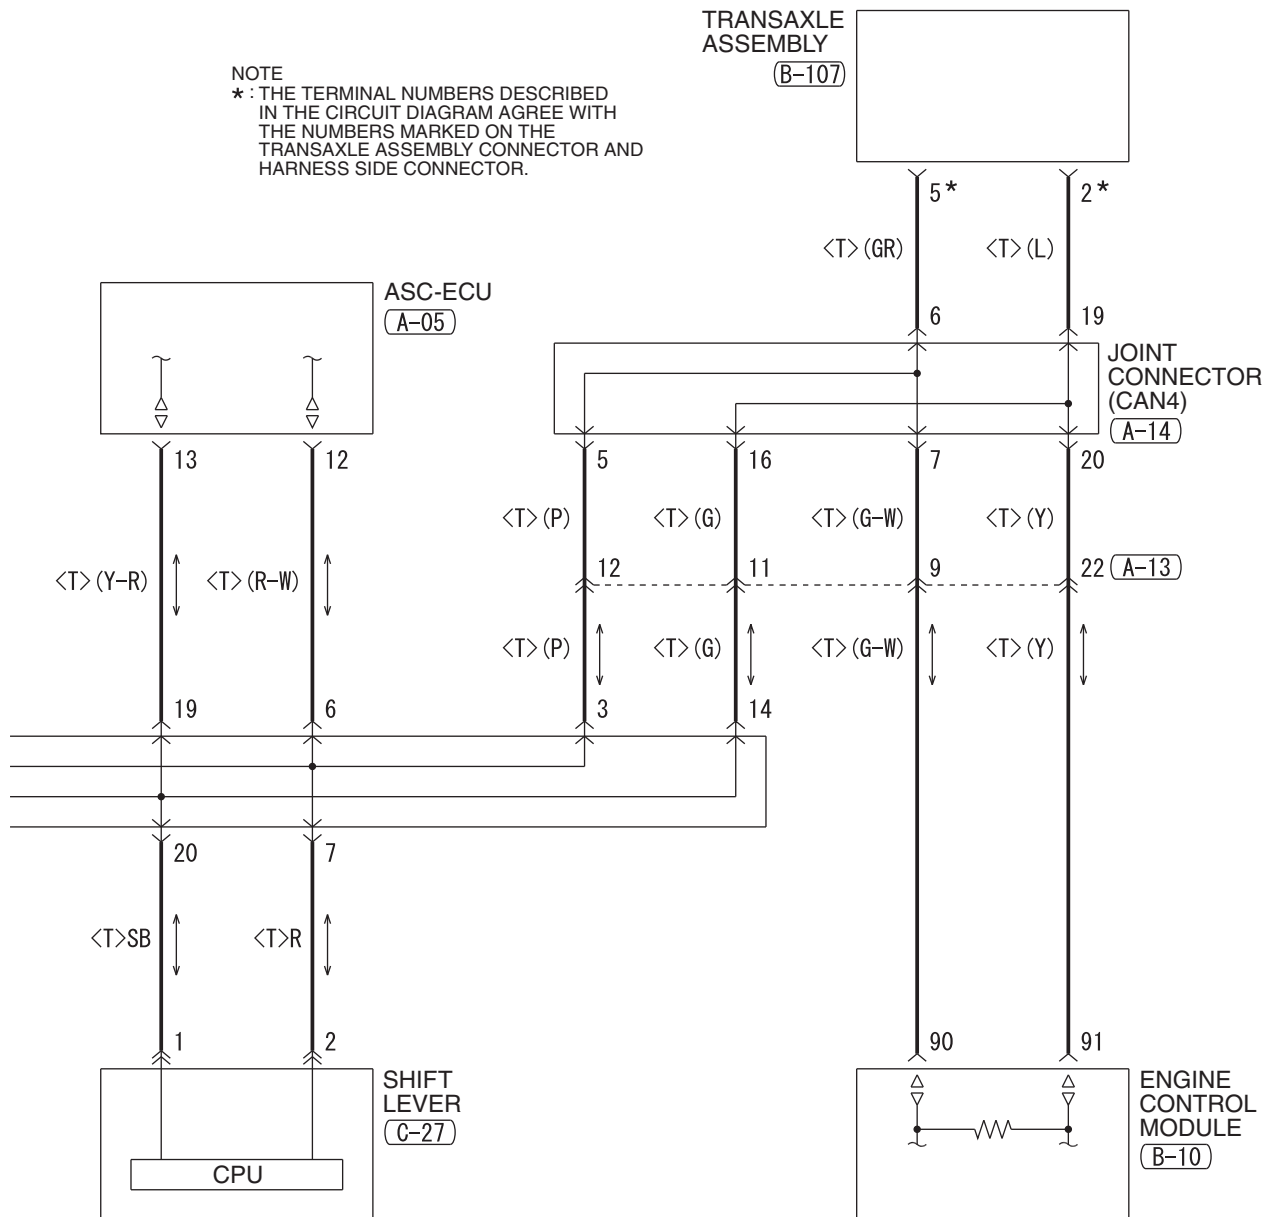 TRANSAXLE
ASSEMBLY
B-107
NOTE
* : THE TERMINAL NUMBERS DESCRIBED
IN THE CIRCUIT DIAGRAM AGREE WITH
THE NUMBERS MARKED ON THE
TRANSAXLE ASSEMBLY CONNECTOR AND
HARNESS SIDE CONNECTOR.
5* 2*
<T>(GR) <T>(L)
6 19
ASC-ECU
A-05
JOINT
CONNECTOR
(CAN4)
A-14
13 12 5 16 7 20
<T>(P) <T>(G) <T>(G-W) <T>(Y)
12 11 9 22 A-13
<T>(Y-R) <T>(R-W)
<T>(P) <T>(G) <T>(G-W) <T>(Y)
19 6 3 14
20 7
<T>SB <T>R
1 2 90 91
SHIFT
LEVER
C-27
CPU
ENGINE
CONTROL
MODULE
B-10